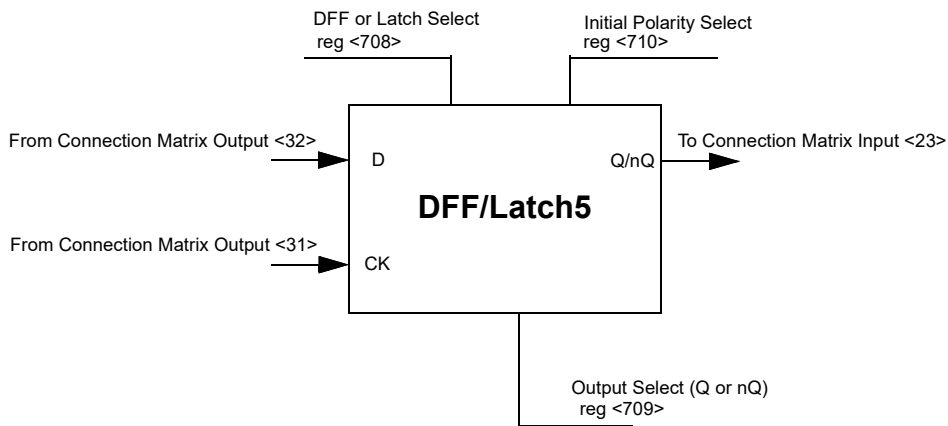 DFF or Latch Select
reg <708>
Initial Polarity Select
reg <710>
From Connection Matrix Output <32>
D
Q/nQ
To Connection Matrix Input <23>
DFF/Latch5
From Connection Matrix Output <31>
CK
Output Select (Q or nQ)
reg <709>